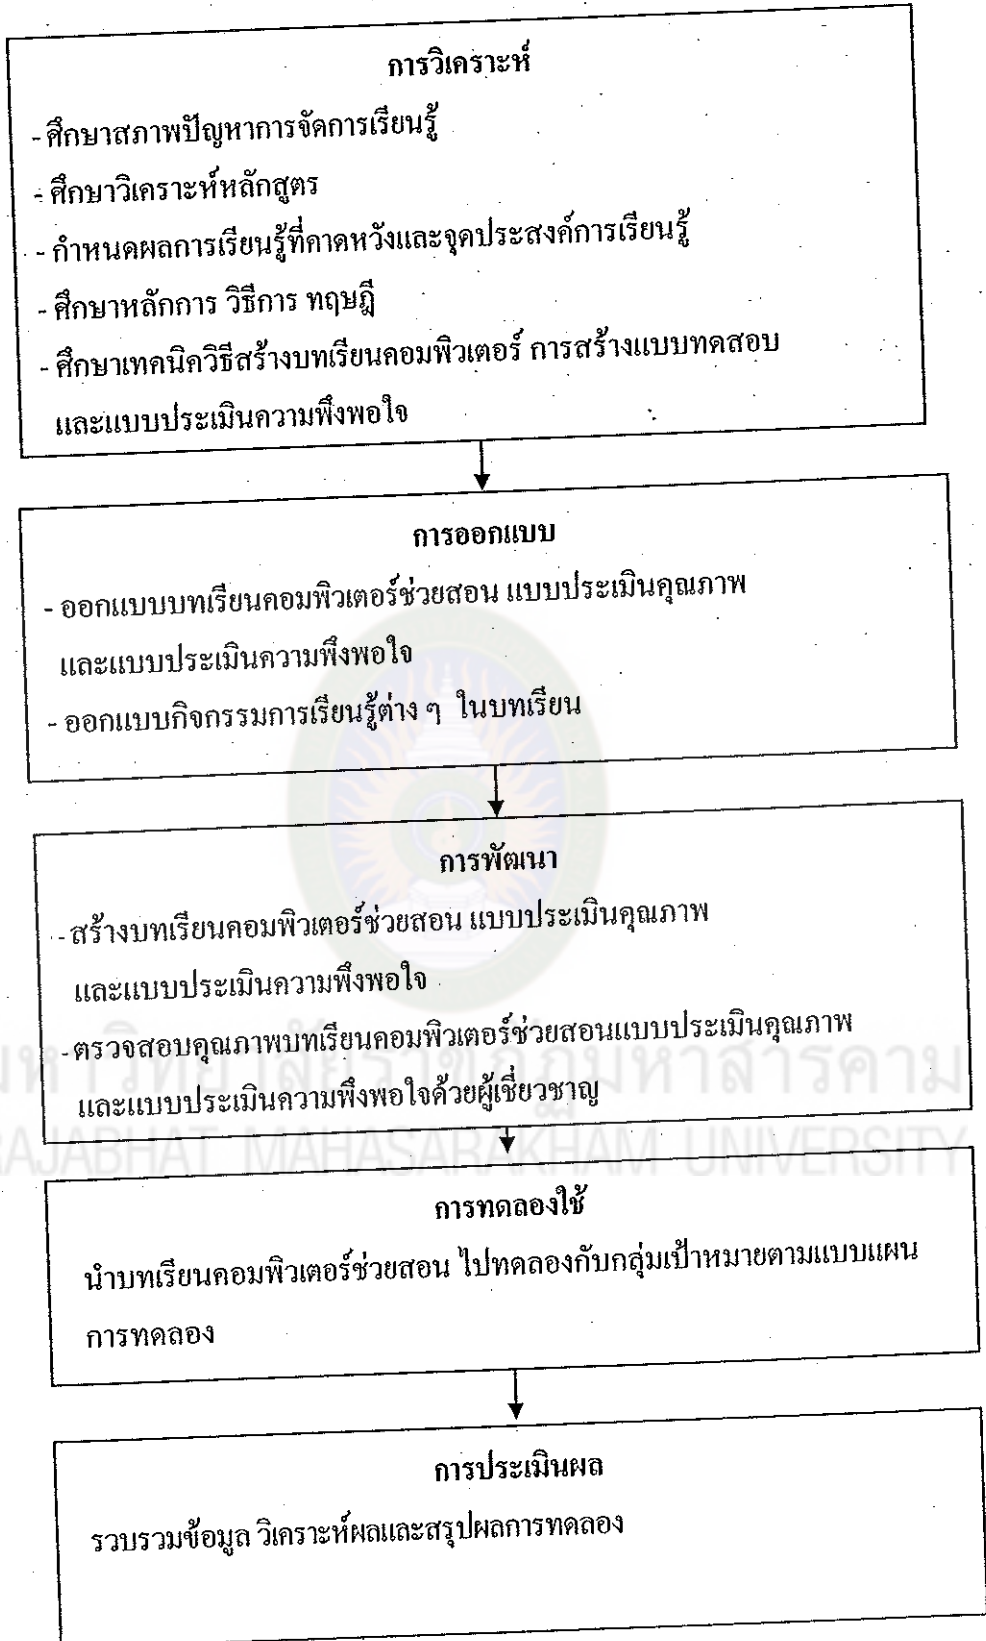 การวิเคราะห์
- ศึกษาสภาพปัญหาการจัดการเรียนรู้
- ศึกษาวิเคราะห์หลักสูตร
- กำหนดผลการเรียนรู้ที่คาดหวังและจุดประสงค์การเรียนรู้
- ศึกษาหลักการ วิธีการ ทฤษฎี
- ศึกษาเทคนิควิธีสร้างบทเรียนคอมพิวเตอร์ การสร้างแบบทดสอบ
และแบบประเมินความพึงพอใจ
การออกแบบ
- ออกแบบบทเรียนคอมพิวเตอร์ช่วยสอน แบบประเมินคุณภาพ
และแบบประเมินความพึงพอใจ
- ออกแบบกิจกรรมการเรียนรู้ต่าง ๆ ในบทเรียน
การพัฒนา
- สร้างบทเรียนคอมพิวเตอร์ช่วยสอน แบบประเมินคุณภาพ
และแบบประเมินความพึงพอใจ
- ตรวจสอบคุณภาพบทเรียนคอมพิวเตอร์ช่วยสอนแบบประเมินคุณภาพ
และแบบประเมินความพึงพอใจด้วยผู้เชี่ยวชาญ
RAJABHAT MAHASARAKHAM UNIVERSITY
การทดลองใช้
นำบทเรียนคอมพิวเตอร์ช่วยสอน ไปทดลองกับกลุ่มเป้าหมายตามแบบแผน
การทดลอง
การประเมินผล
รวบรวมข้อมูล วิเคราะห์ผลและสรุปผลการทดลอง